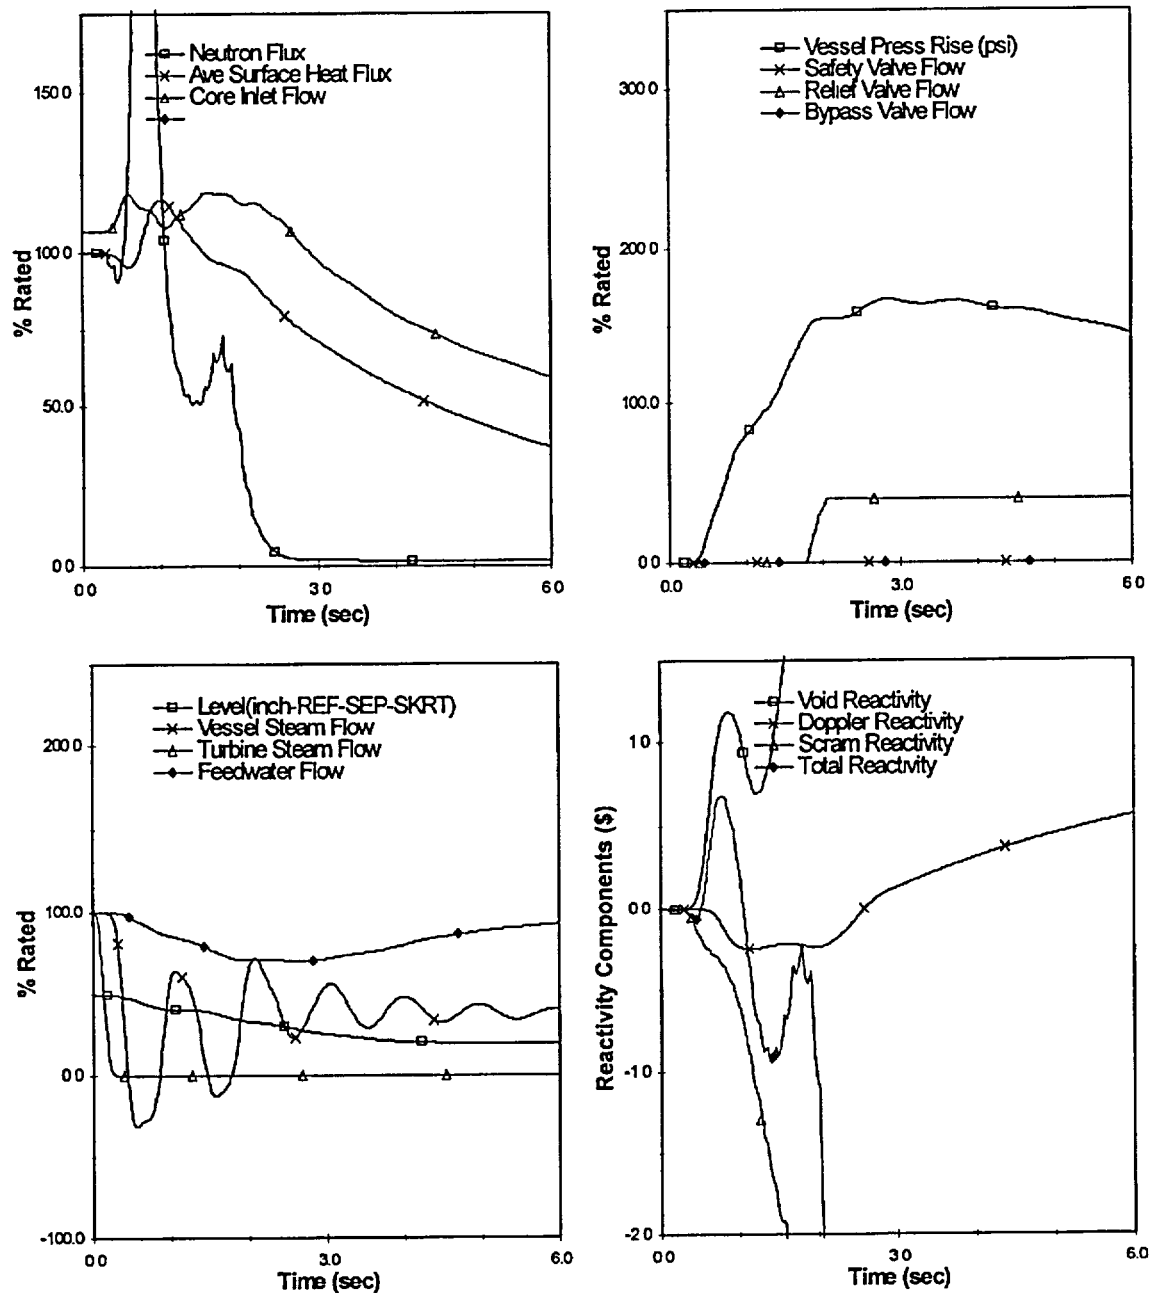 Neutron Flux
Ave Surface Heat Flux
Core Inlet Flow
150.0
100.0
50.0
0.0
% Rated
0.0 3.0 6.0
Time (sec)
Vessel Press Rise (psi)
Safety Valve Flow
Relief Valve Flow
Bypass Valve Flow
300.0
200.0
100.0
0.0
% Rated
0.0 3.0 6.0
Time (sec)
Level(inch-REF-SEP-SKRT)
Vessel Steam Flow
Turbine Steam Flow
Feedwater Flow
200.0
100.0
0.0
-100.0
% Rated
0.0 3.0 6.0
Time (sec)
Void Reactivity
Doppler Reactivity
Scram Reactivity
Total Reactivity
1.0
0.0
-1.0
-2.0
Reactivity Components ($)
0.0 3.0 6.0
Time (sec)